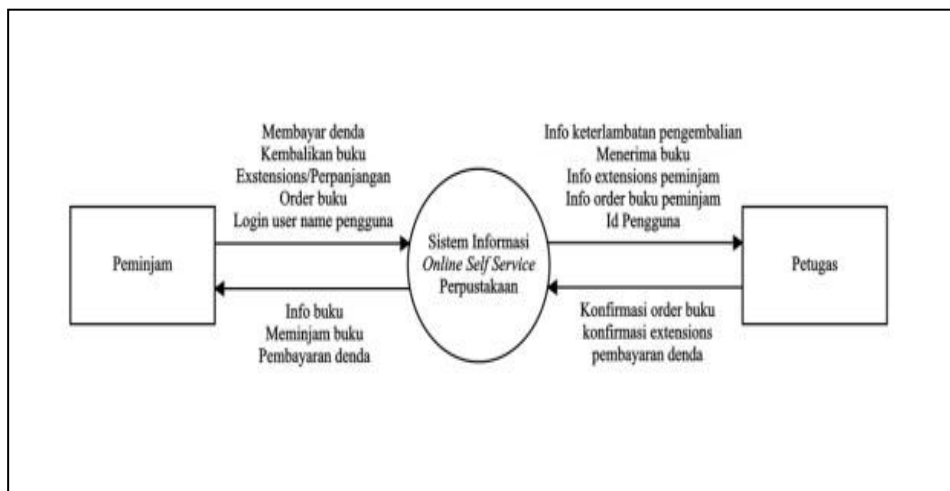 Membayar denda
Kembalikan buku
Exstensions/Perpanjangan
Order buku
Login user name pengguna
Info keterlambatan pengembalian
Menerima buku
Info extensions peminjam
Info order buku peminjam
Id Pengguna
Peminjam
Sistem Informasi
Online Self Service
Perpustakaan
Petugas
Info buku
Meminjam buku
Pembayaran denda
Konfirmasi order buku
konfirmasi extensions
pembayaran denda